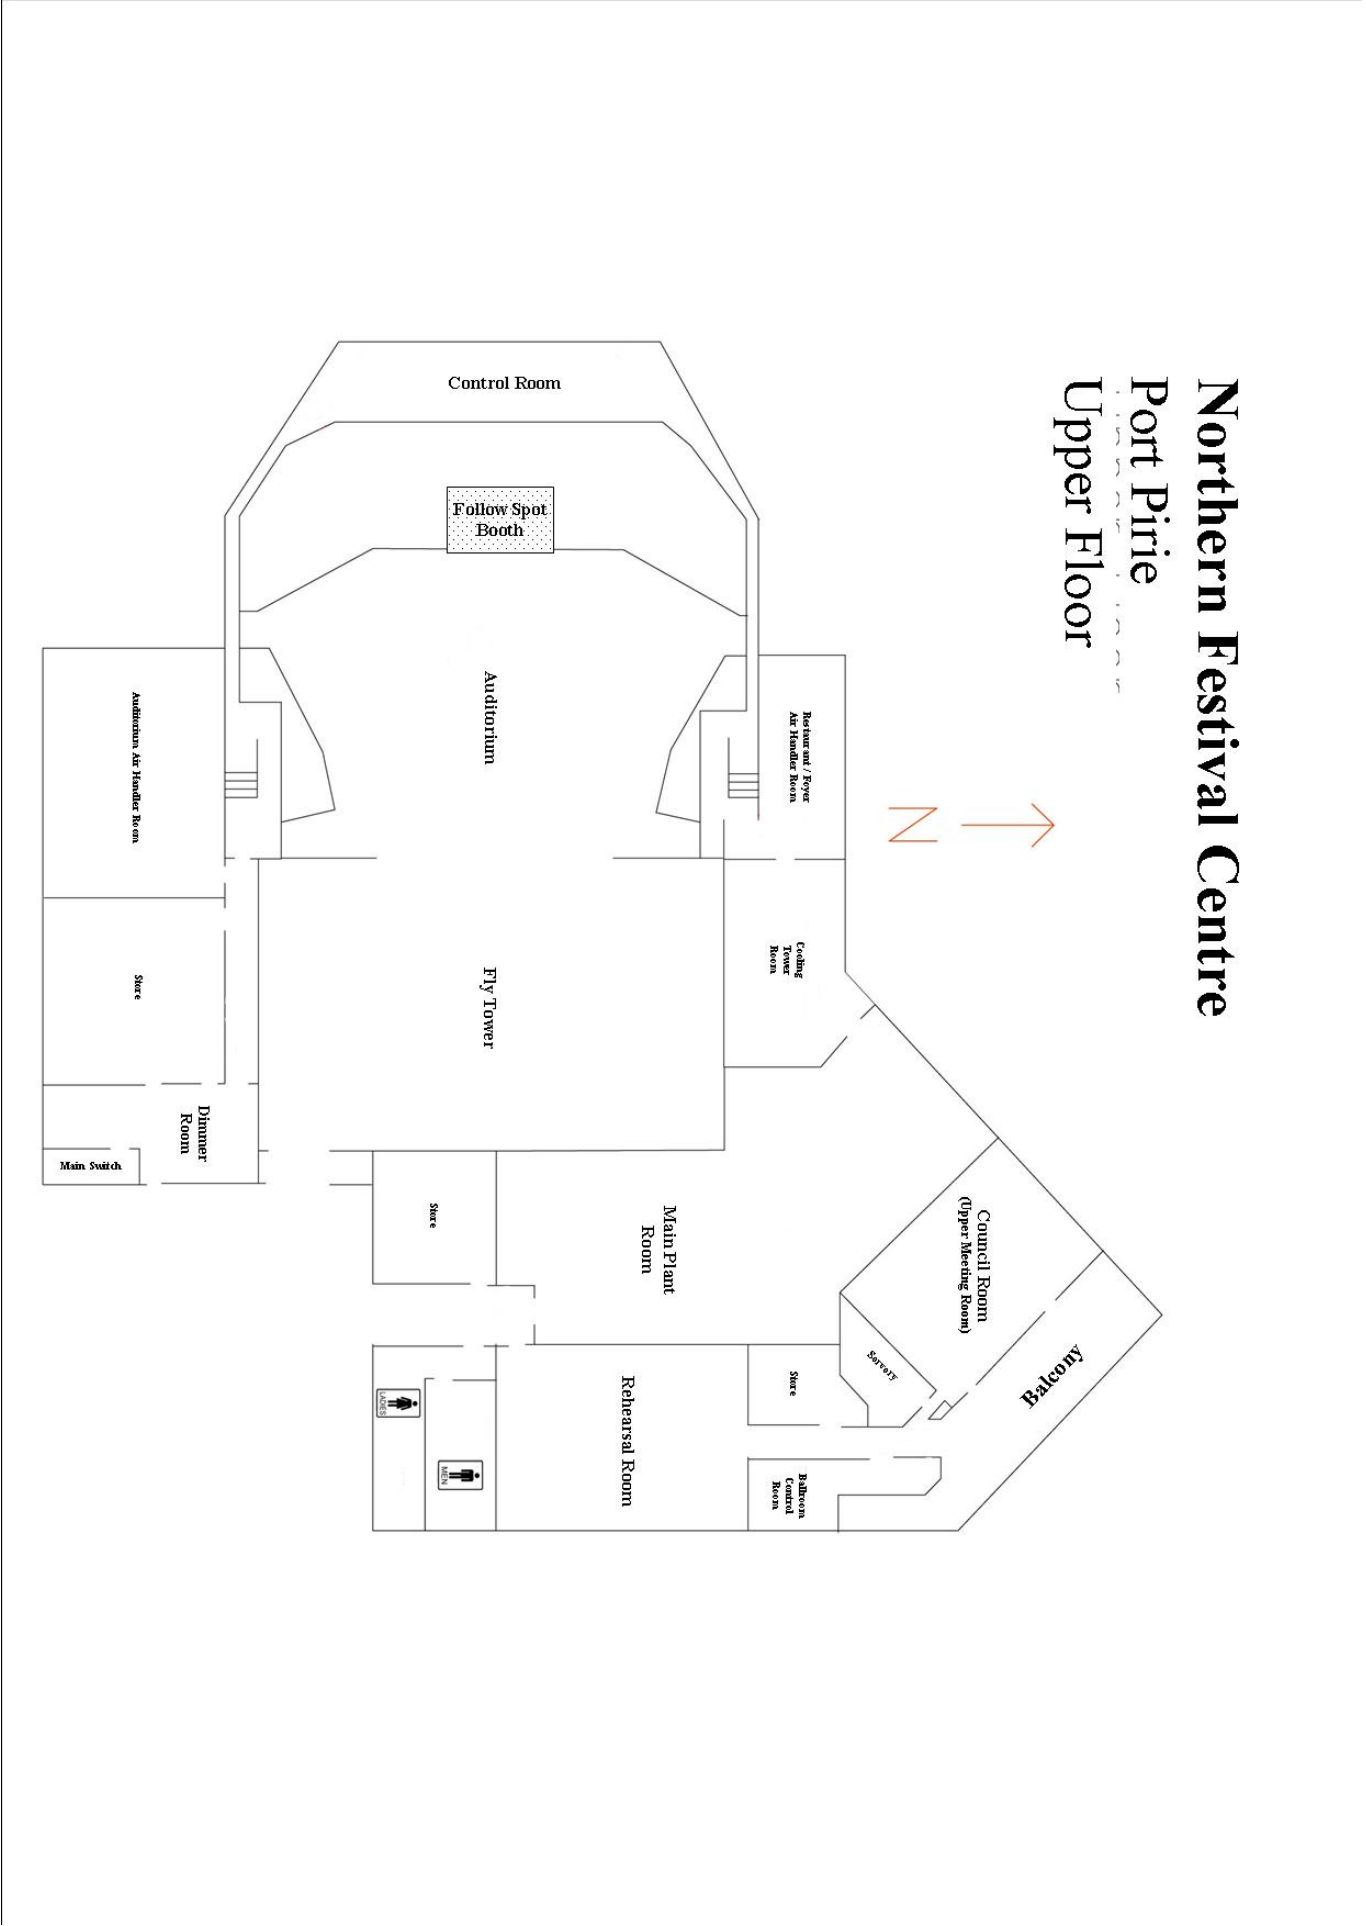 Northern Festival Centre
Port Pirie
Upper Floor
N
Control Room
Follow Spot
Booth
Auditorium
Auditorium Air Handler Room
Restaurant / Foyer
Air Handler Room
Cooling
Tower
Room
Fly Tower
Store
Dimmer
Room
Main Switch
Store
Main Plant
Room
Council Room
(Upper Meeting Room)
Servery
Balcony
Store
Rehearsal Room
Ballroom
Control
Room
LADIES
MEN